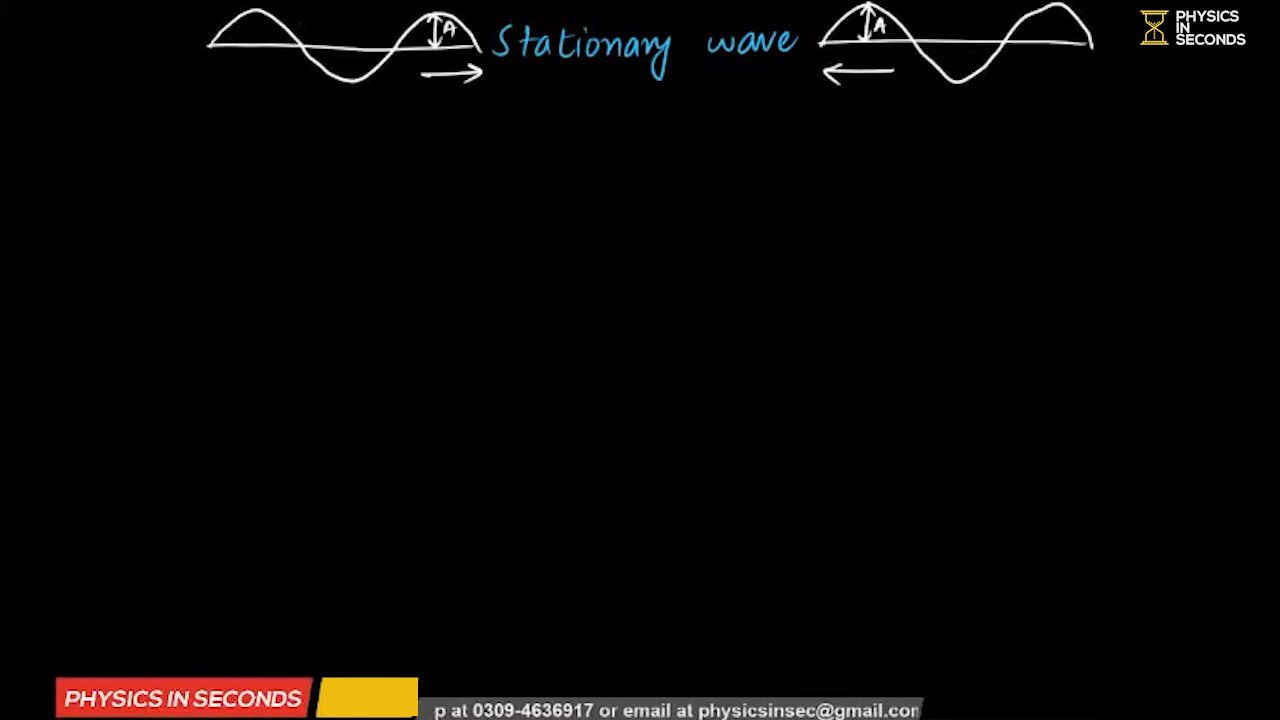 A Stationary wave A
PHYSICS
IN
SECONDS
PHYSICS IN SECONDS
p at 0309-4636917 or email at physicsinsec@gmail.con